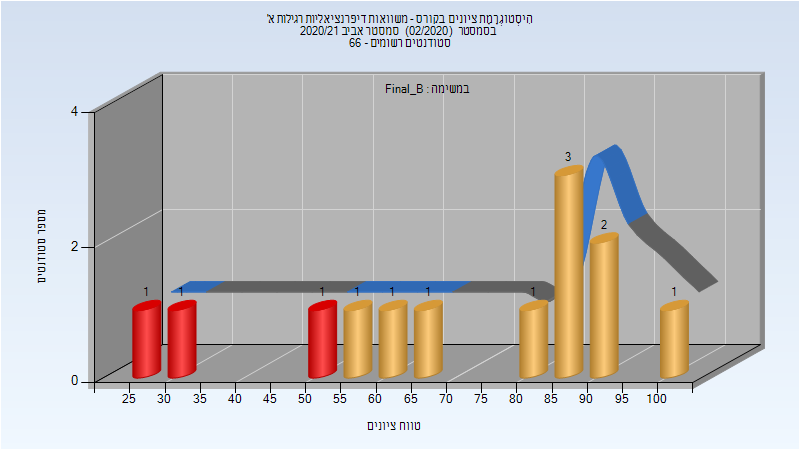 הִיסְטוֹגְרָמַת ציונים בקורס - משוואות דיפרנציאליות רגילות א'
בסמסטר (02/2020) סמסטר אביב 2020/21
סטודנטים רשומים - 66
במשימה : Final_B
מספר סטודנטים
4
2
0
1
1
1
1
1
1
1
3
2
1
25 30 35 40 45 50 55 60 65 70 75 80 85 90 95 100
טווח ציונים